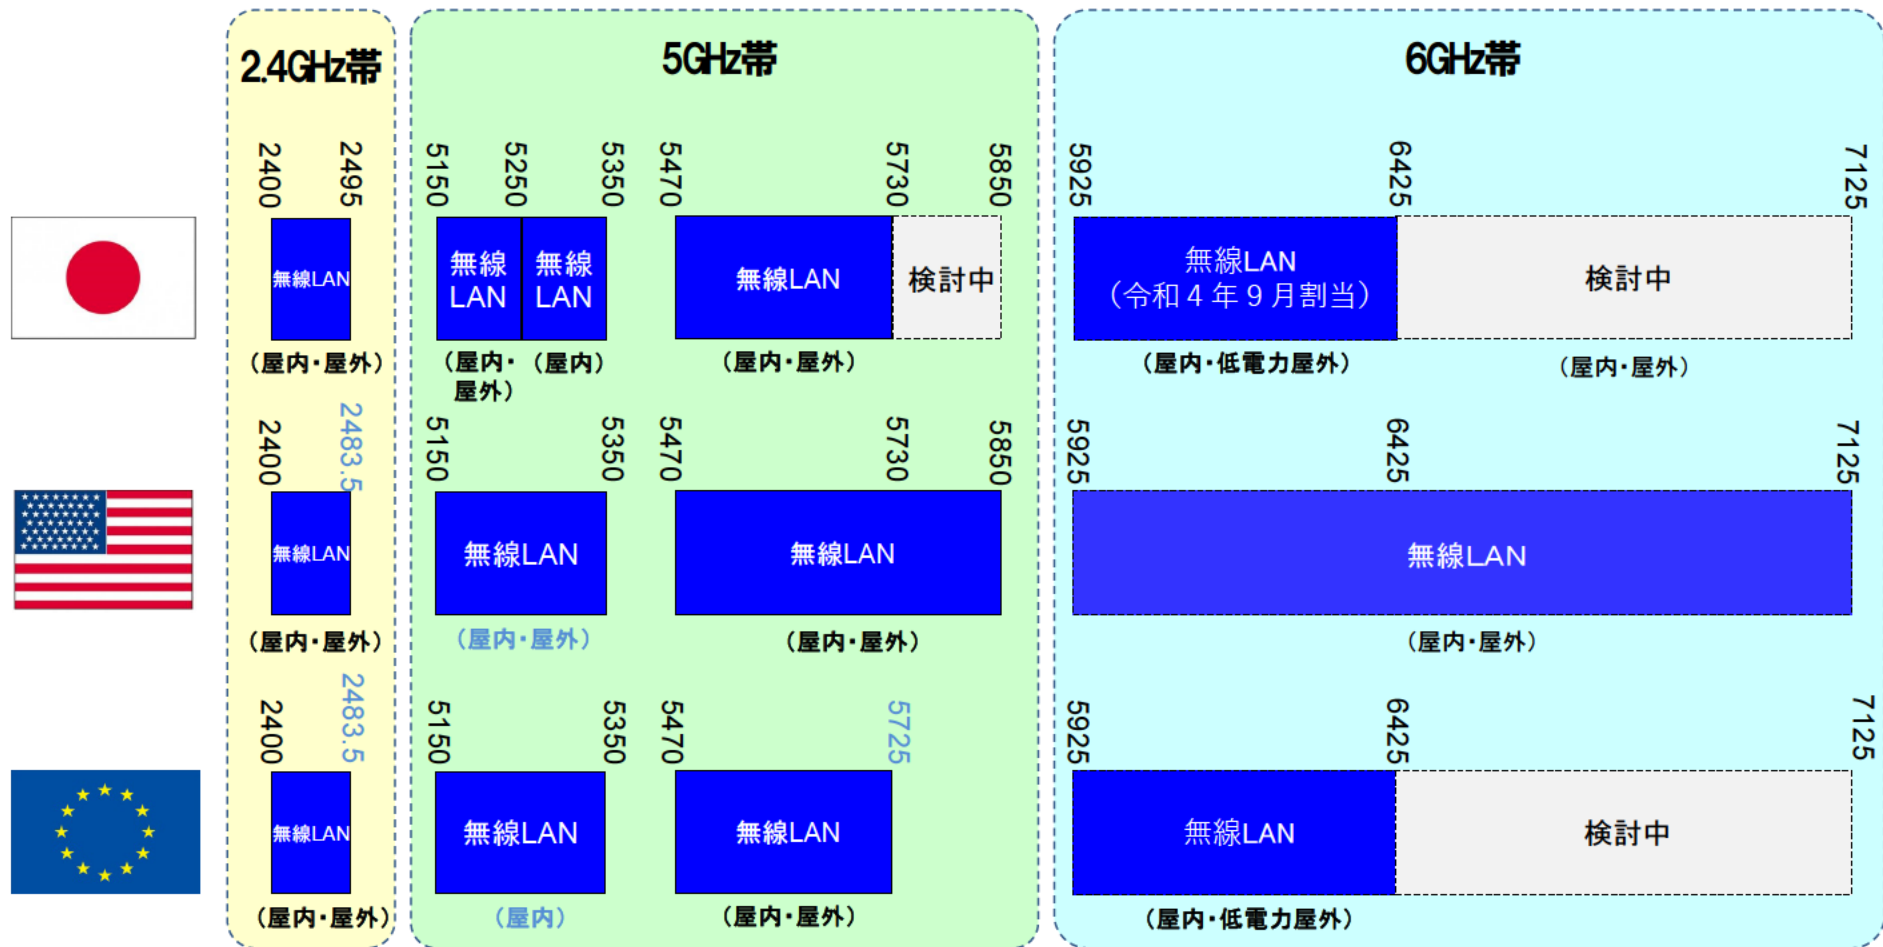 2.4GHz帯
5GHz帯
6GHz帯
2400
2495
5150
5250
5350
5470
5730
5850
5925
6425
7125
無線LAN
無線
LAN
無線
LAN
無線LAN
検討中
無線LAN
（令和４年９月割当）
検討中
（屋内・屋外）
（屋内・
屋外）
（屋内）
（屋内・屋外）
（屋内・低電力屋外）
（屋内・屋外）
2400
2483.5
5150
5350
5470
5730
5850
5925
6425
7125
無線LAN
無線LAN
無線LAN
無線LAN
（屋内・屋外）
（屋内・屋外）
（屋内・屋外）
（屋内・屋外）
2400
2483.5
5150
5350
5470
5725
5925
6425
7125
無線LAN
無線LAN
無線LAN
無線LAN
検討中
（屋内・屋外）
（屋内）
（屋内・屋外）
（屋内・低電力屋外）